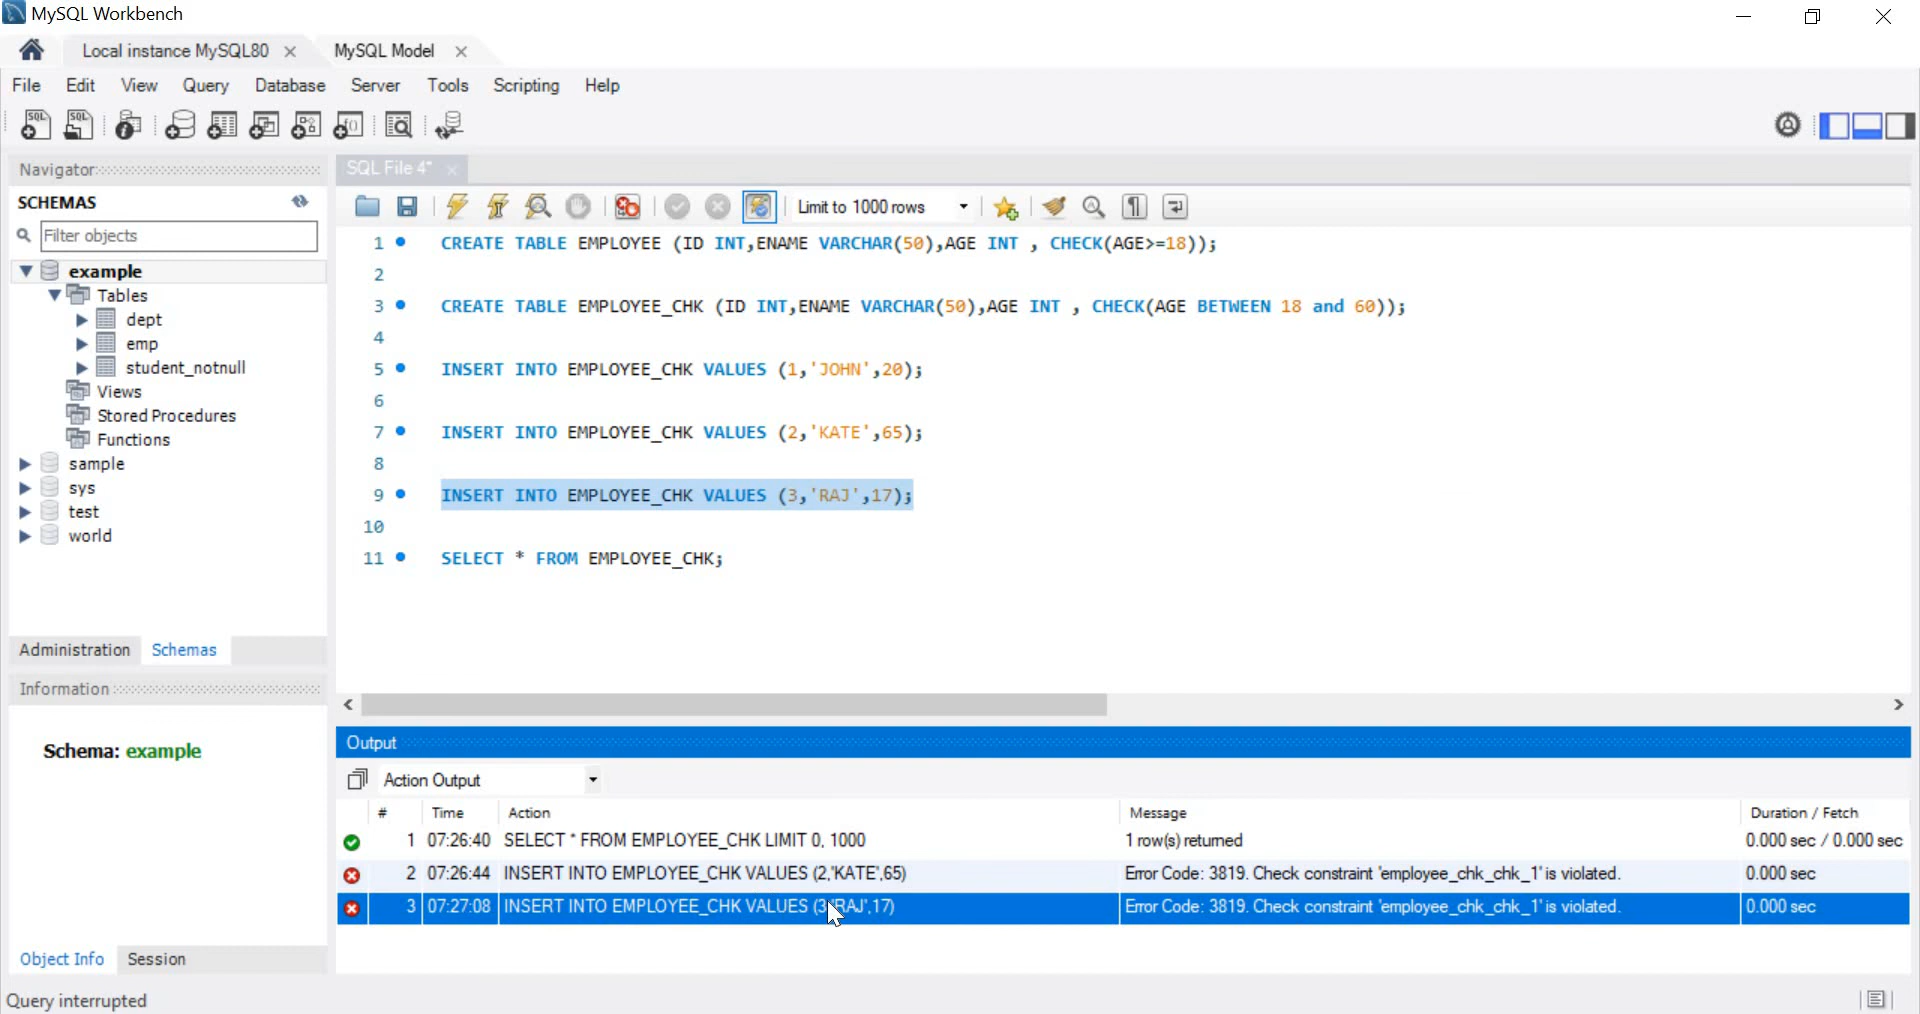 MySQL Workbench
Local instance MySQL80
MySQL Model
File Edit View Query Database Server Tools Scripting Help
Navigator
SCHEMAS
Filter objects
example
Tables
dept
emp
student_notnull
Views
Stored Procedures
Functions
sample
sys
test
world
Administration Schemas
Information
Schema: example
Object Info Session
SQL File 4*
Limit to 1000 rows
1 CREATE TABLE EMPLOYEE (ID INT,ENAME VARCHAR(50),AGE INT , CHECK(AGE>=18));
2
3 CREATE TABLE EMPLOYEE_CHK (ID INT,ENAME VARCHAR(50),AGE INT , CHECK(AGE BETWEEN 18 and 60));
4
5 INSERT INTO EMPLOYEE_CHK VALUES (1,'JOHN',20);
6
7 INSERT INTO EMPLOYEE_CHK VALUES (2,'KATE',65);
8
9 INSERT INTO EMPLOYEE_CHK VALUES (3,'RAJ',17);
10
11 SELECT * FROM EMPLOYEE_CHK;
Output
Action Output
# Time Action Message Duration / Fetch
1 07:26:40 SELECT * FROM EMPLOYEE_CHK LIMIT 0, 1000 1 row(s) returned 0.000 sec / 0.000 sec
2 07:26:44 INSERT INTO EMPLOYEE_CHK VALUES (2,'KATE',65) Error Code: 3819. Check constraint 'employee_chk_chk_1' is violated. 0.000 sec
3 07:27:08 INSERT INTO EMPLOYEE_CHK VALUES (3,'RAJ',17) Error Code: 3819. Check constraint 'employee_chk_chk_1' is violated. 0.000 sec
Query interrupted